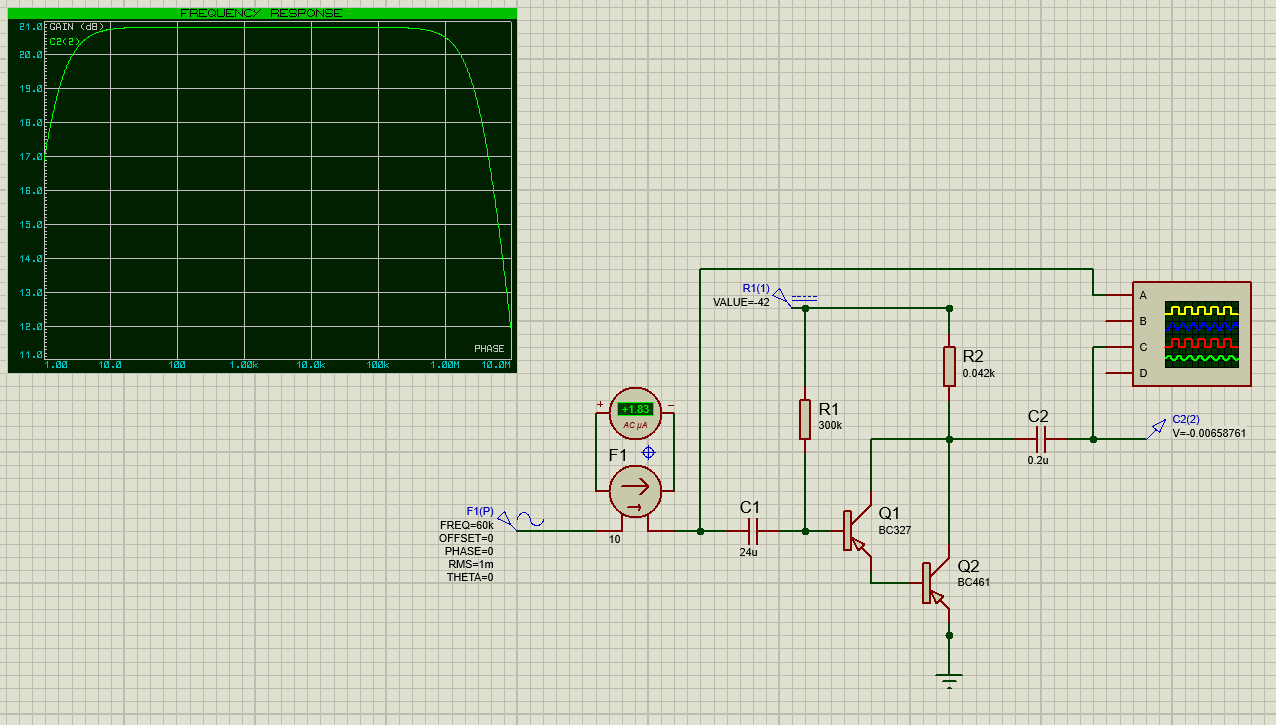 FREQUENCY RESPONSE
21.0
GAIN (dB)
C2(2)
20.0
19.0
18.0
17.0
16.0
15.0
14.0
13.0
12.0
11.0
PHASE
1.00 10.0 100 1.00k 10.0k 100k 1.00M 10.0M
R1(1)
VALUE=-42
A
B
C
D
R2
0.042k
+ +1.83 -
AC µA
R1
300k
C2
0.2u
C2(2)
V=-0.00658761
F1
F1(P)
FREQ=60k
OFFSET=0
PHASE=0
RMS=1m
THETA=0
10
C1
24u
Q1
BC327
Q2
BC461